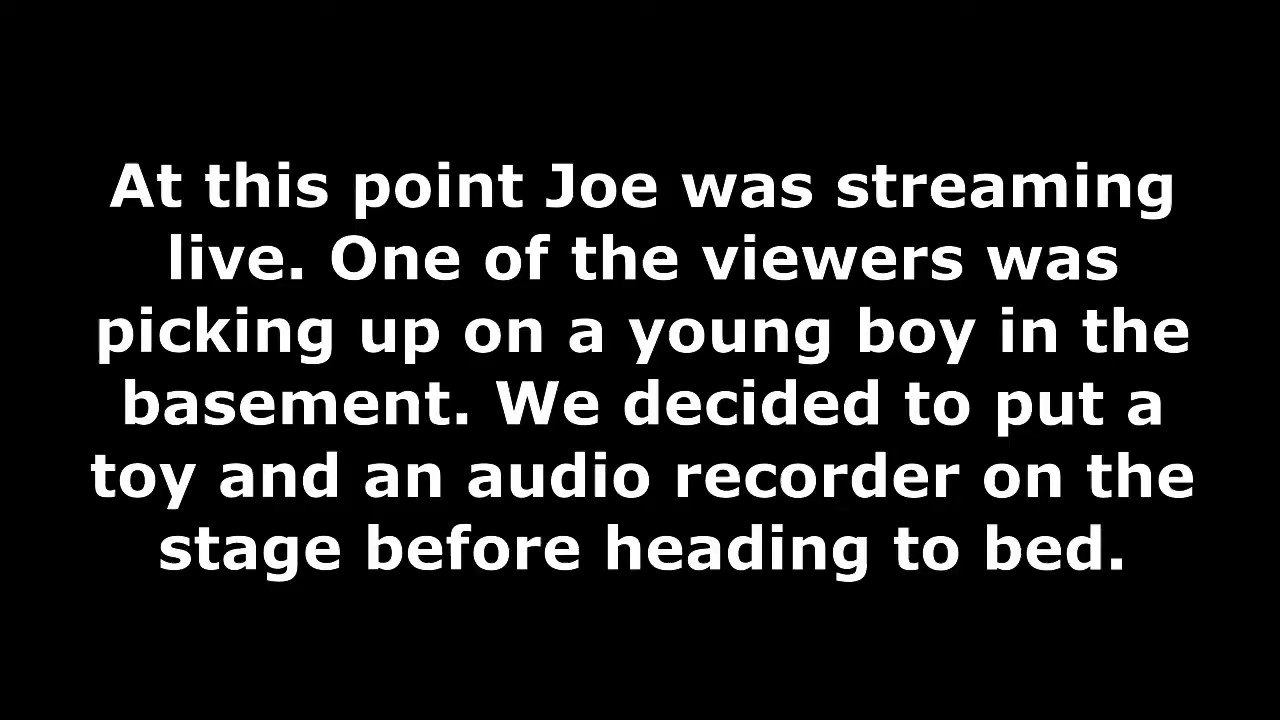 At this point Joe was streaming
live. One of the viewers was
picking up on a young boy in the
basement. We decided to put a
toy and an audio recorder on the
stage before heading to bed.